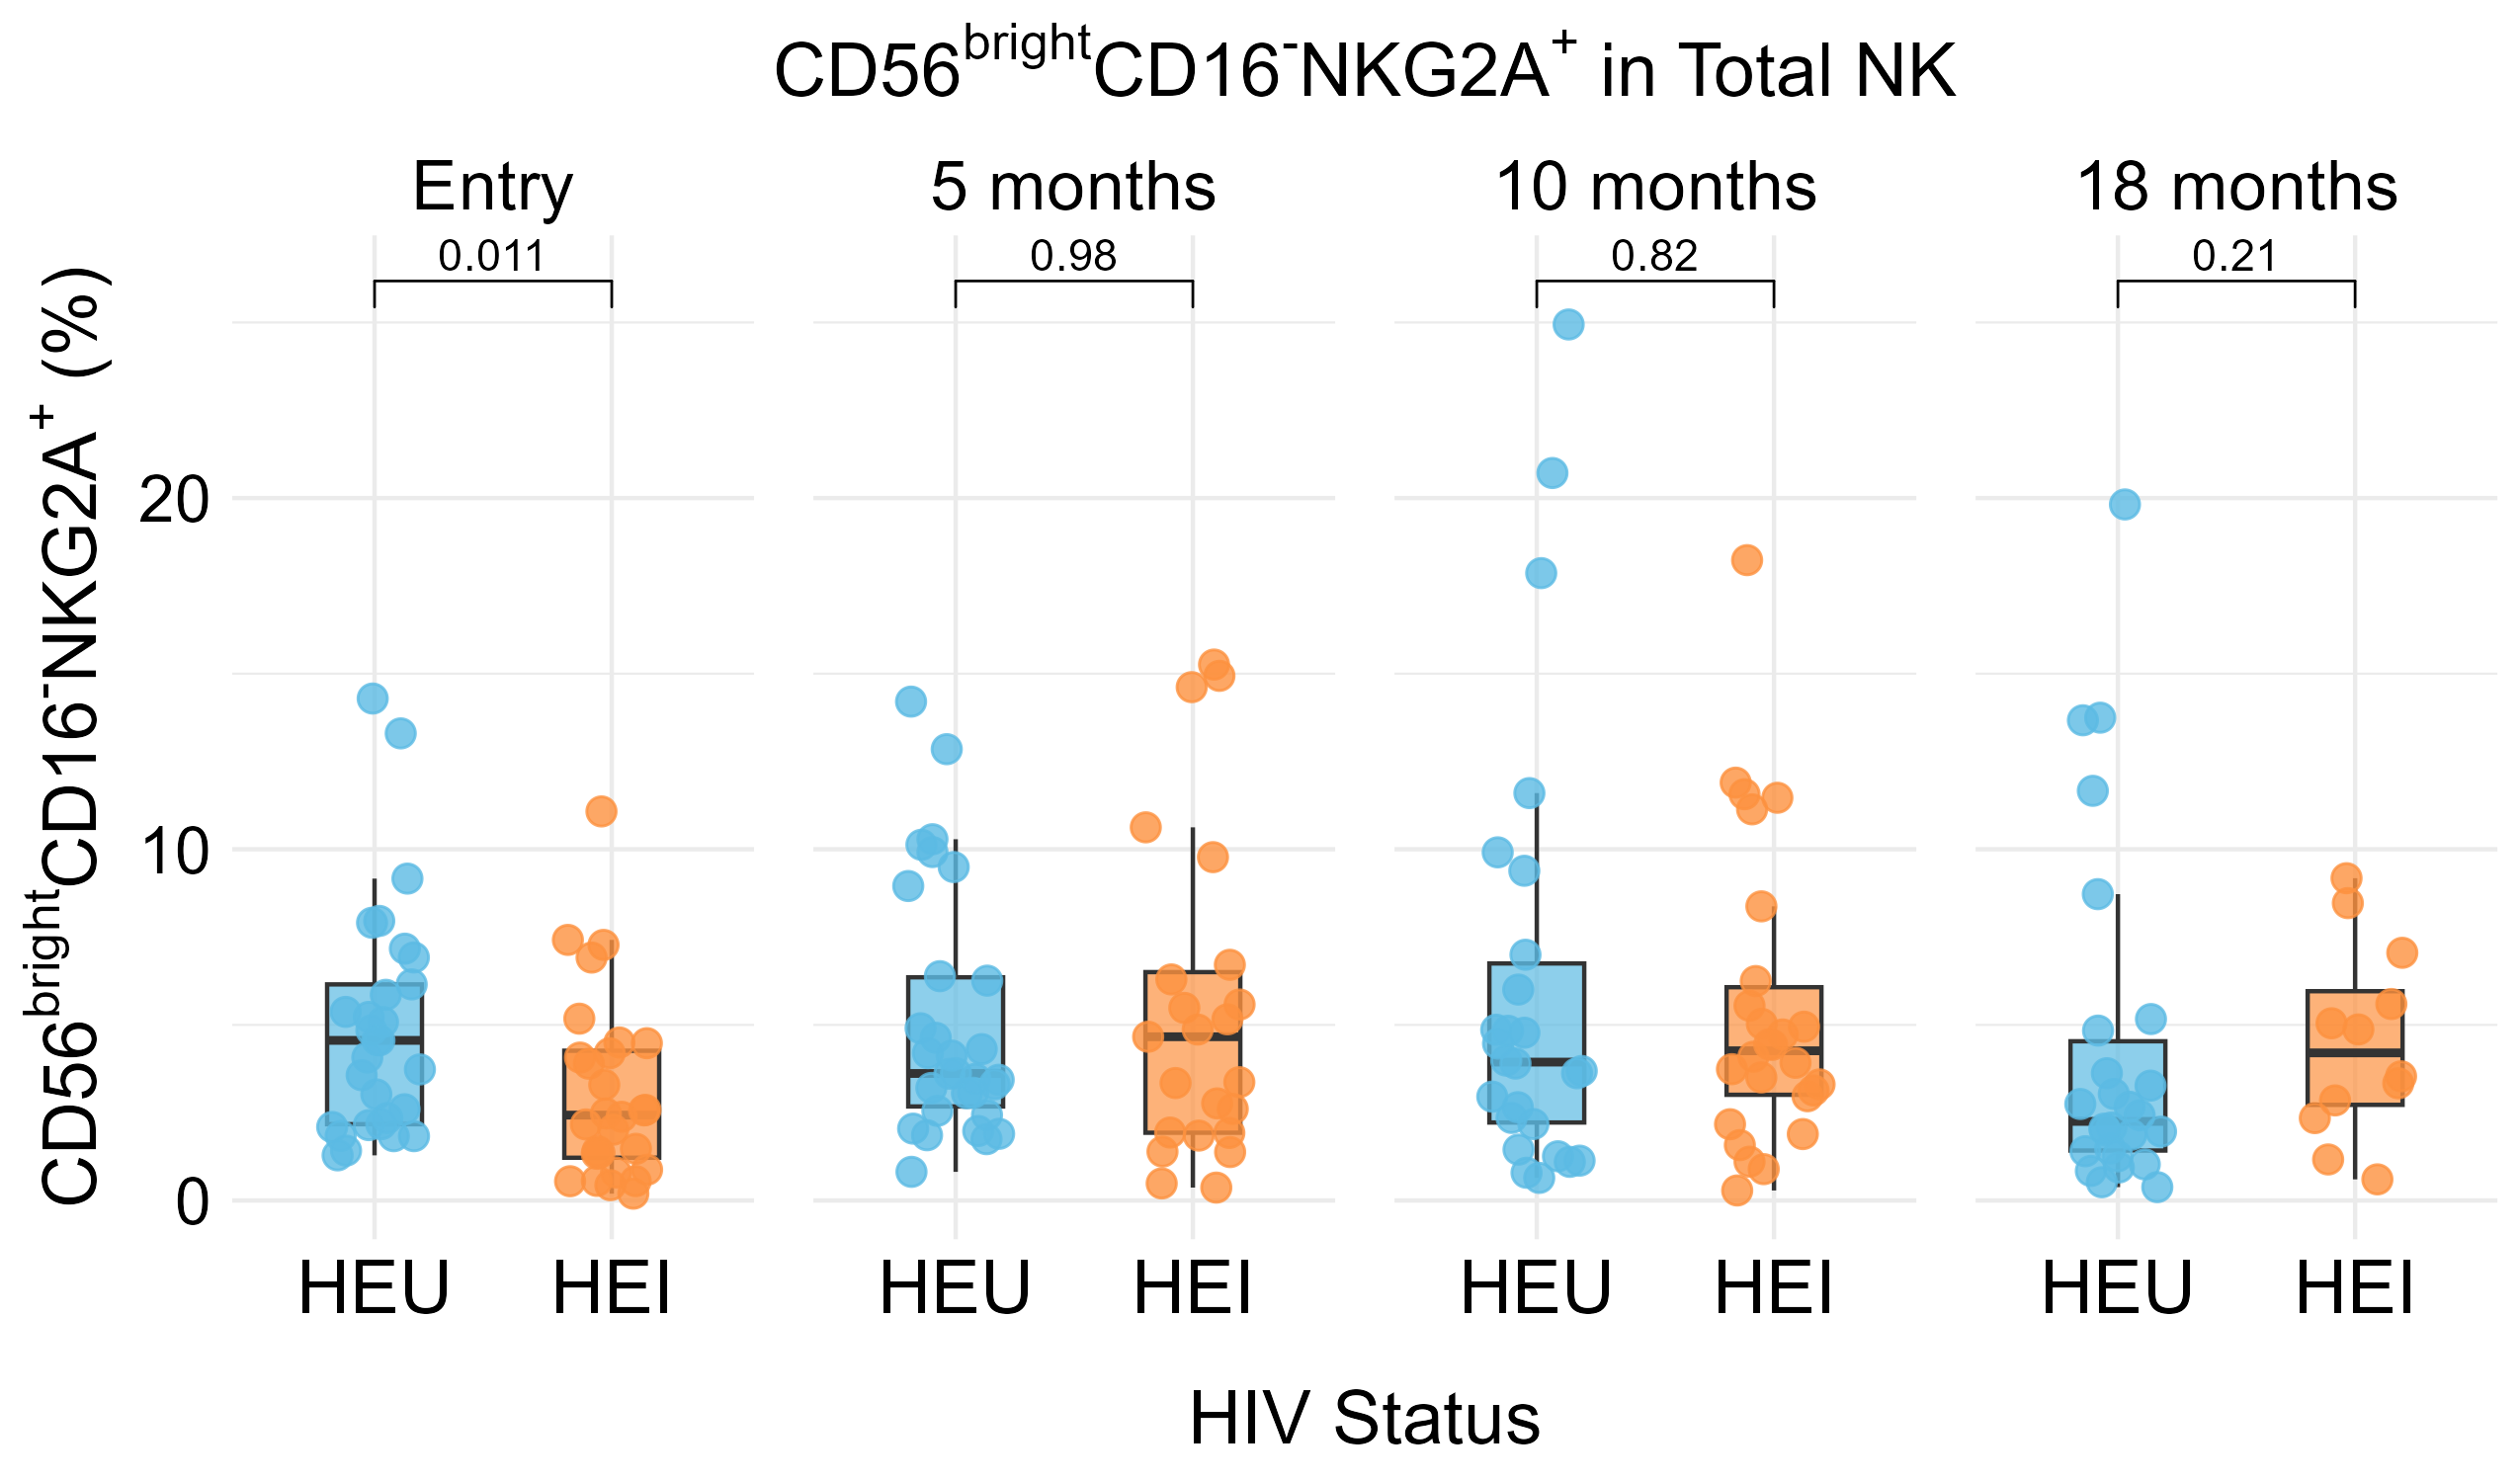 CD56brightCD16-NKG2A+ in Total NK
Entry 5 months 10 months 18 months
0.011 0.98 0.82 0.21
CD56brightCD16-NKG2A+ (%)
20
10
0
HEU HEI HEU HEI HEU HEI HEU HEI
HIV Status